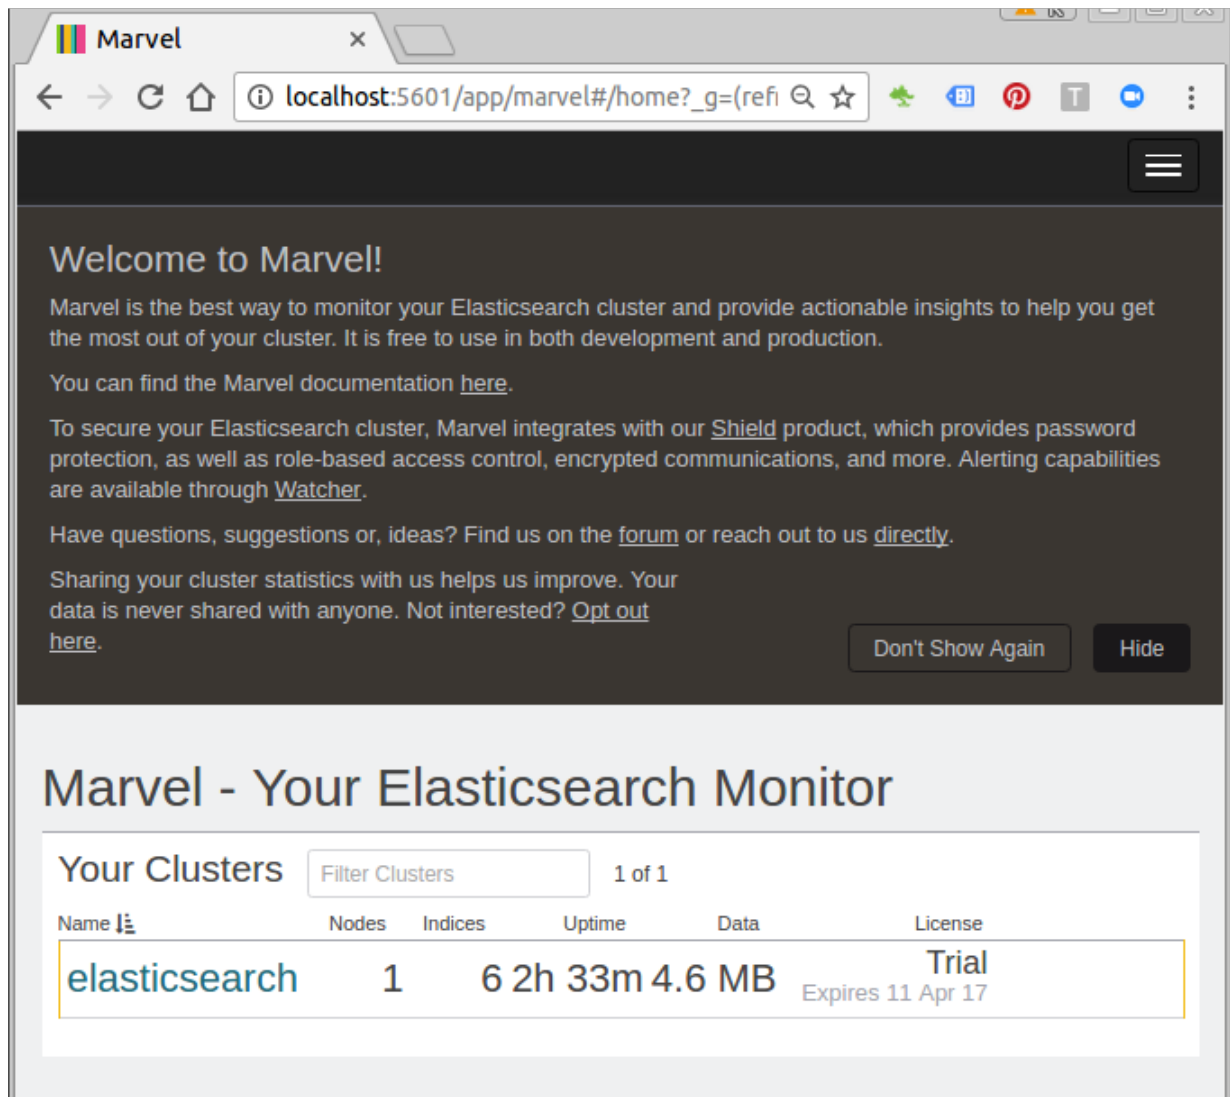 Marvel
localhost:5601/app/marvel#/home?_g=(refi
Welcome to Marvel!
Marvel is the best way to monitor your Elasticsearch cluster and provide actionable insights to help you get
the most out of your cluster. It is free to use in both development and production.
You can find the Marvel documentation here.
To secure your Elasticsearch cluster, Marvel integrates with our Shield product, which provides password
protection, as well as role-based access control, encrypted communications, and more. Alerting capabilities
are available through Watcher.
Have questions, suggestions or, ideas? Find us on the forum or reach out to us directly.
Sharing your cluster statistics with us helps us improve. Your
data is never shared with anyone. Not interested? Opt out
here.
Don't Show Again Hide
Marvel - Your Elasticsearch Monitor
Your Clusters Filter Clusters 1 of 1
Name Nodes Indices Uptime Data License
elasticsearch 1 6 2h 33m 4.6 MB Trial
Expires 11 Apr 17